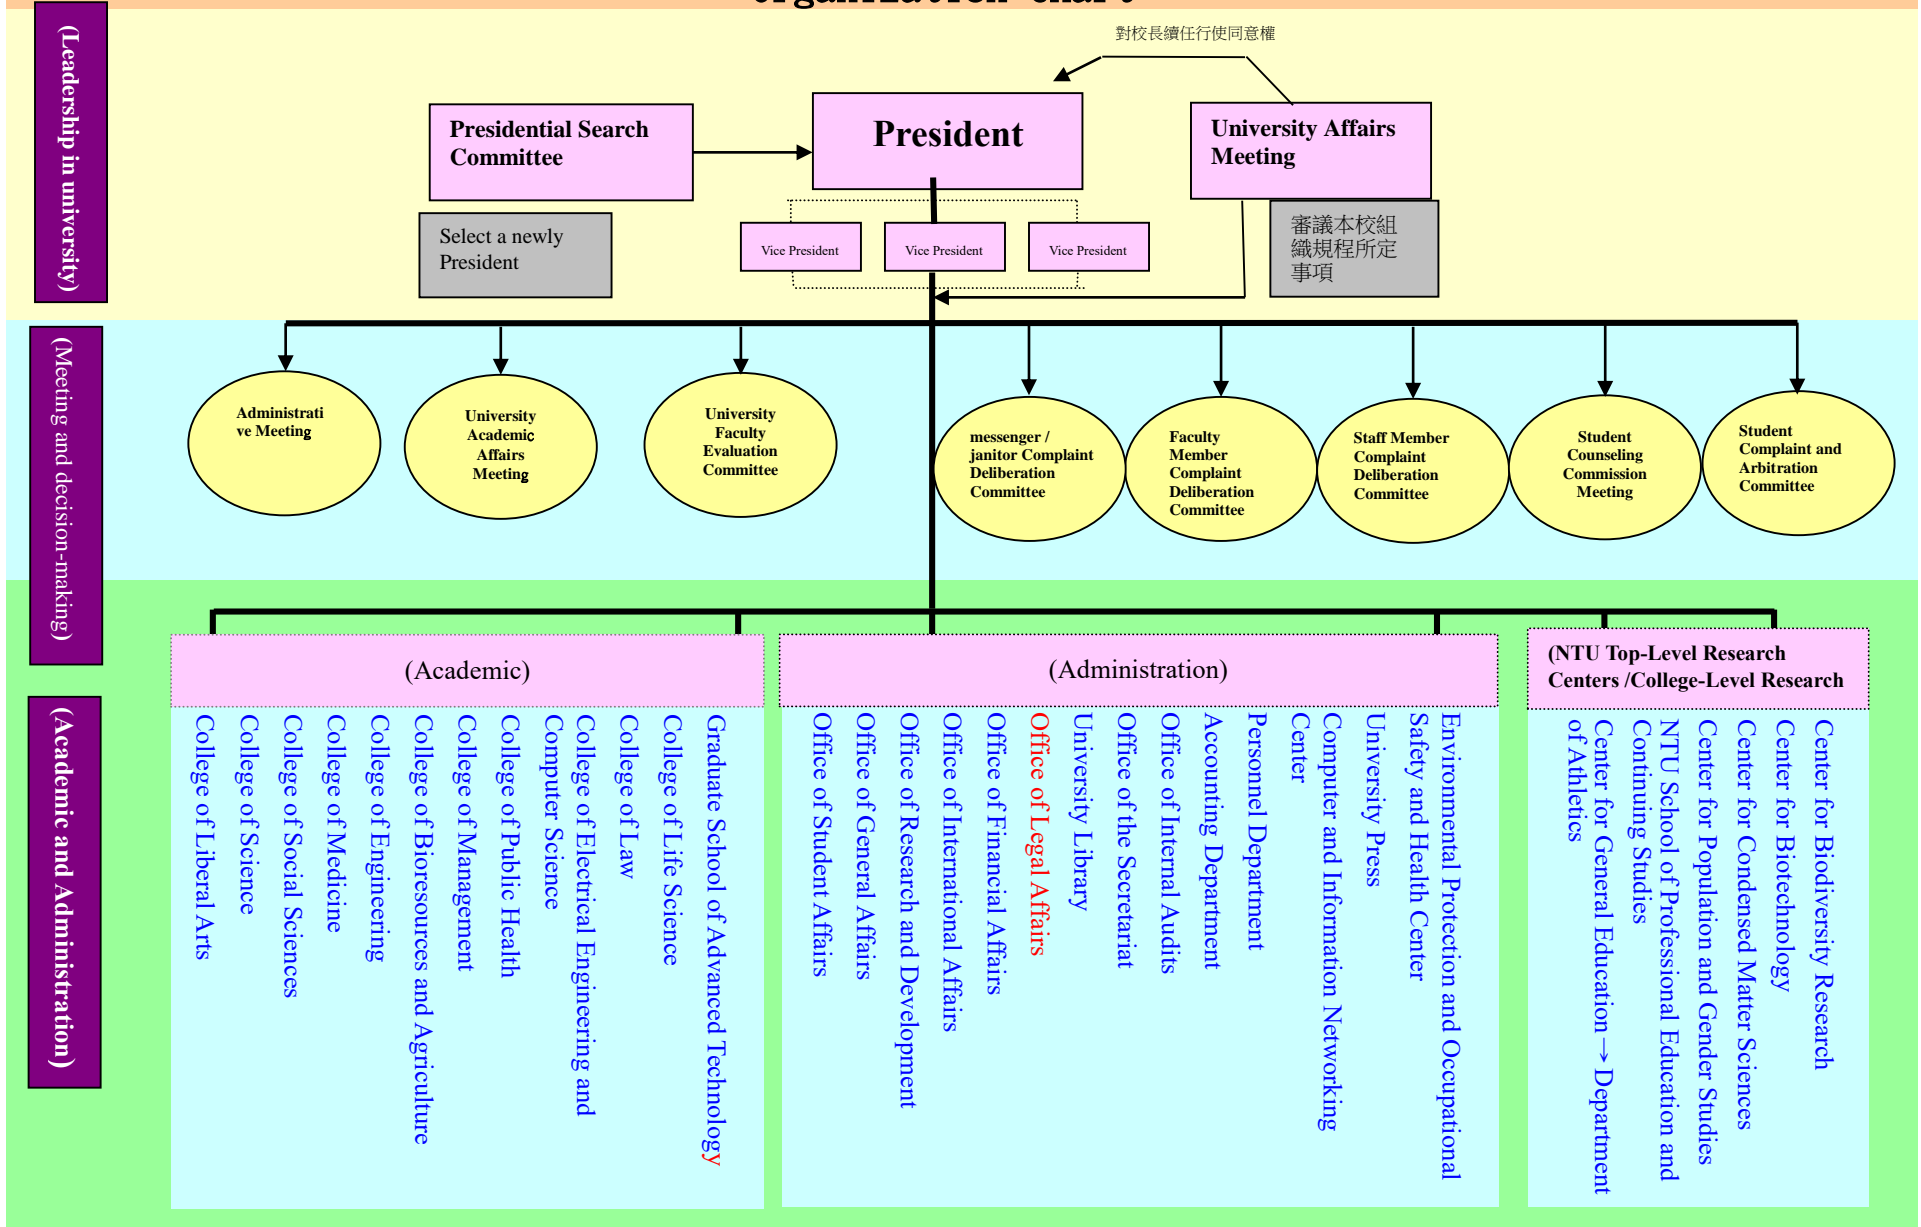 organization chart
(Leadership in university)
對校長續任行使同意權
Presidential Search
Committee
President
University Affairs
Meeting
Select a newly
President
Vice President
Vice President
Vice President
審議本校組
織規程所定
事項
(Meeting and decision-making)
Administrati
ve Meeting
University
Academic
Affairs
Meeting
University
Faculty
Evaluation
Committee
messenger /
janitor Complaint
Deliberation
Committee
Faculty
Member
Complaint
Deliberation
Committee
Staff Member
Complaint
Deliberation
Committee
Student
Counseling
Commission
Meeting
Student
Complaint and
Arbitration
Committee
(Academic and Administration)
(Academic)
College of Liberal Arts
College of Science
College of Social Sciences
College of Medicine
College of Engineering
College of Bioresources and Agriculture
College of Management
College of Public Health
College of Electrical Engineering and
Computer Science
College of Law
College of Life Science
Graduate School of Advanced Technology
(Administration)
Office of Student Affairs
Office of General Affairs
Office of Research and Development
Office of International Affairs
Office of Financial Affairs
Office of Legal Affairs
University Library
Office of the Secretariat
Office of Internal Audits
Accounting Department
Personnel Department
Computer and Information Networking
Center
University Press
Environmental Protection and Occupational
Safety and Health Center
(NTU Top-Level Research
Centers /College-Level Research
Center for General Education → Department
of Athletics
NTU School of Professional Education and
Continuing Studies
Center for Population and Gender Studies
Center for Condensed Matter Sciences
Center for Biotechnology
Center for Biodiversity Research